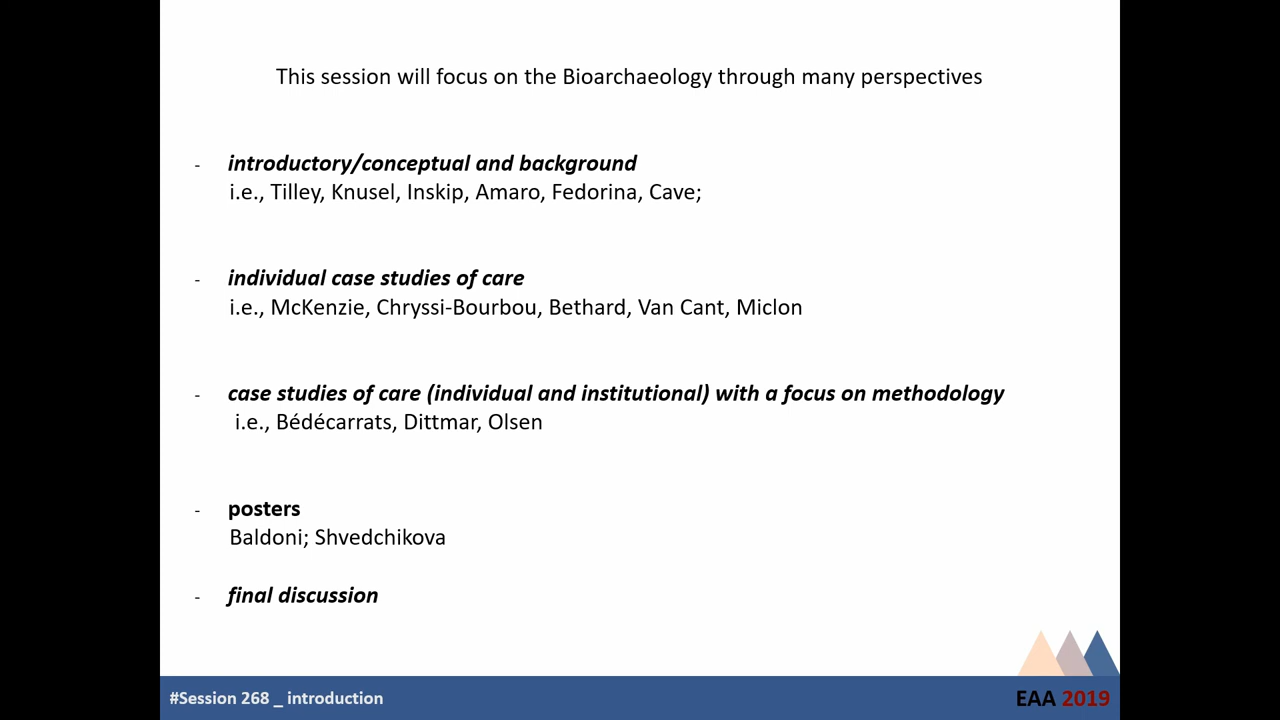 This session will focus on the Bioarchaeology through many perspectives
- introductory/conceptual and background
i.e., Tilley, Knusel, Inskip, Amaro, Fedorina, Cave;
- individual case studies of care
i.e., McKenzie, Chryssi-Bourbou, Bethard, Van Cant, Miclon
- case studies of care (individual and institutional) with a focus on methodology
i.e., Bédécarrats, Dittmar, Olsen
- posters
Baldoni; Shvedchikova
- final discussion
#Session 268 _ introduction
EAA 2019